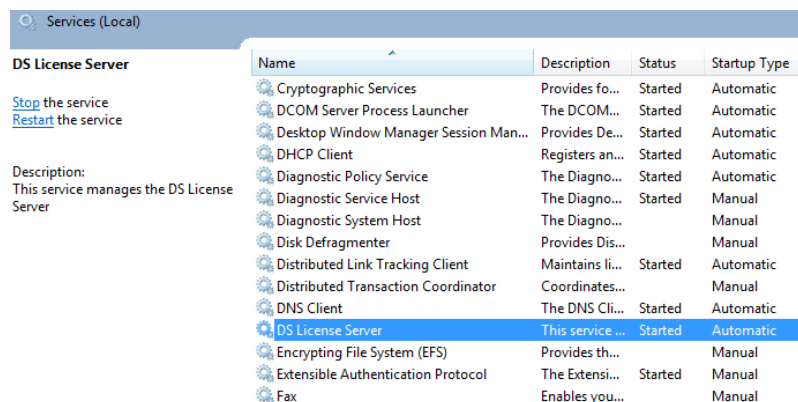 Services (Local)
DS License Server
Stop the service
Restart the service
Description:
This service manages the DS License
Server
Name Description Status Startup Type
Cryptographic Services Provides fo... Started Automatic
DCOM Server Process Launcher The DCOM... Started Automatic
Desktop Window Manager Session Man... Provides De... Started Automatic
DHCP Client Registers an... Started Automatic
Diagnostic Policy Service The Diagno... Started Automatic
Diagnostic Service Host The Diagno... Started Manual
Diagnostic System Host The Diagno... Manual
Disk Defragmenter Provides Dis... Manual
Distributed Link Tracking Client Maintains li... Started Automatic
Distributed Transaction Coordinator Coordinates... Manual
DNS Client The DNS Cli... Started Automatic
DS License Server This service ... Started Automatic
Encrypting File System (EFS) Provides th... Manual
Extensible Authentication Protocol The Extensi... Started Manual
Fax Enables you... Manual